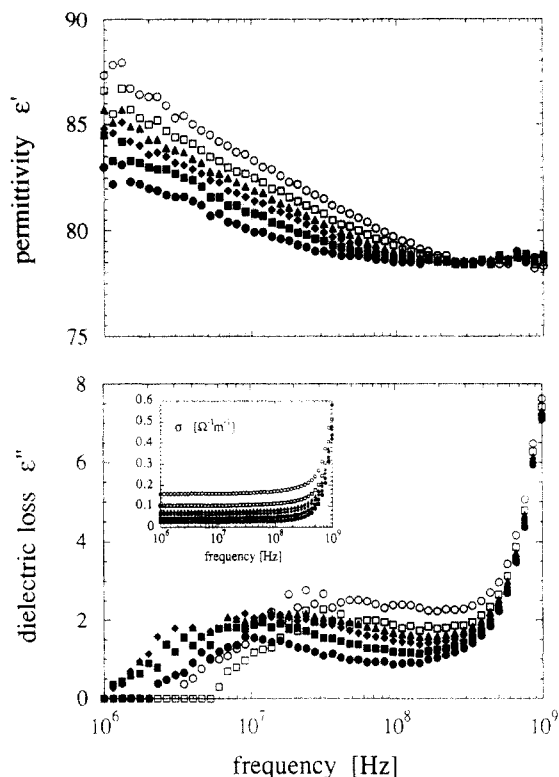 90
85
80
75
permittivity ε'
8
6
4
2
0
dielectric loss ε"
0.6
0.5
0.4
0.3
0.2
0.1
0
σ [Ω⁻¹m⁻¹]
10⁶ 10⁷ 10⁸ 10⁹
frequency [Hz]
10⁶ 10⁷ 10⁸ 10⁹
frequency [Hz]